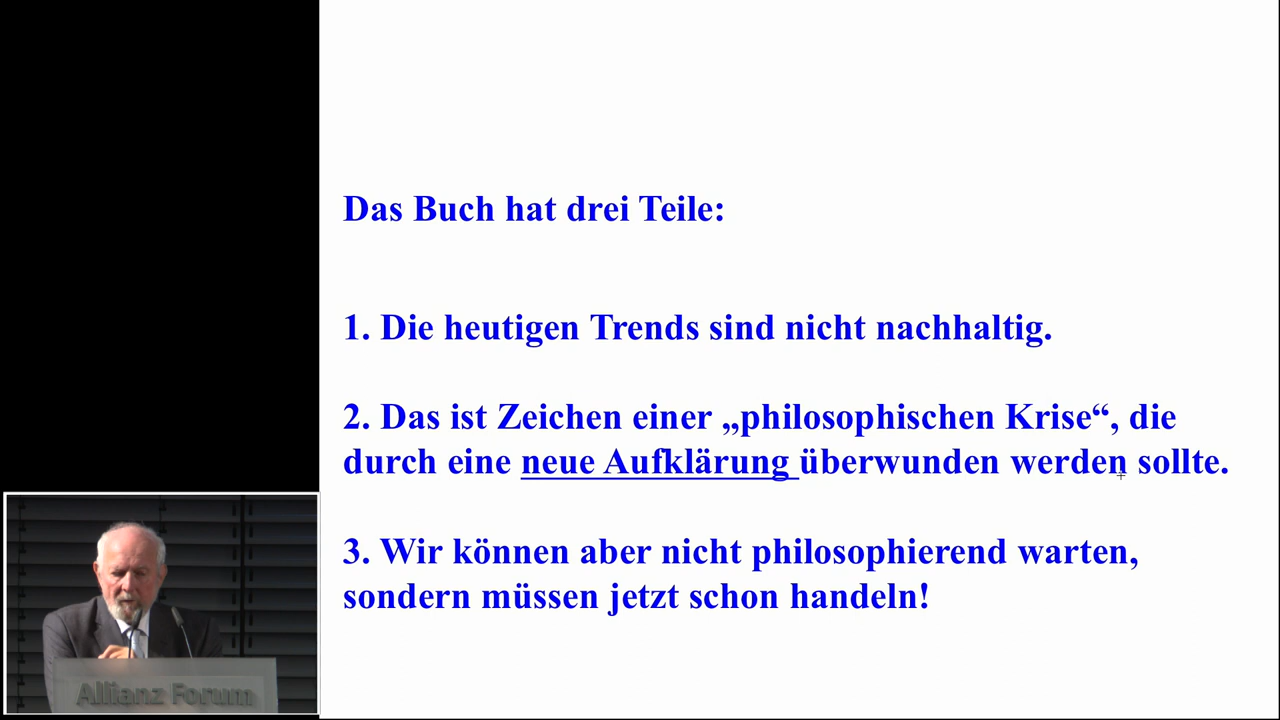 Das Buch hat drei Teile:
1. Die heutigen Trends sind nicht nachhaltig.
2. Das ist Zeichen einer „philosophischen Krise“, die
durch eine neue Aufklärung überwunden werden sollte.
3. Wir können aber nicht philosophierend warten,
sondern müssen jetzt schon handeln!
Allianz Forum